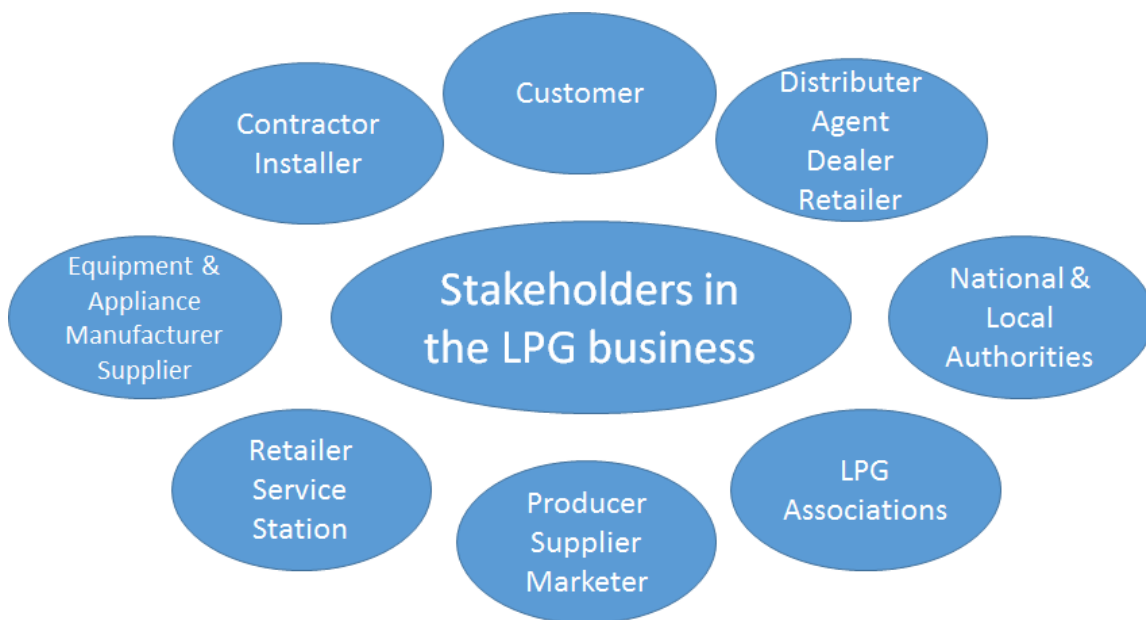 Customer
Distributer
Agent
Dealer
Retailer
Contractor
Installer
Equipment &
Appliance
Manufacturer
Supplier
Stakeholders in
the LPG business
National &
Local
Authorities
Retailer
Service
Station
Producer
Supplier
Marketer
LPG
Associations